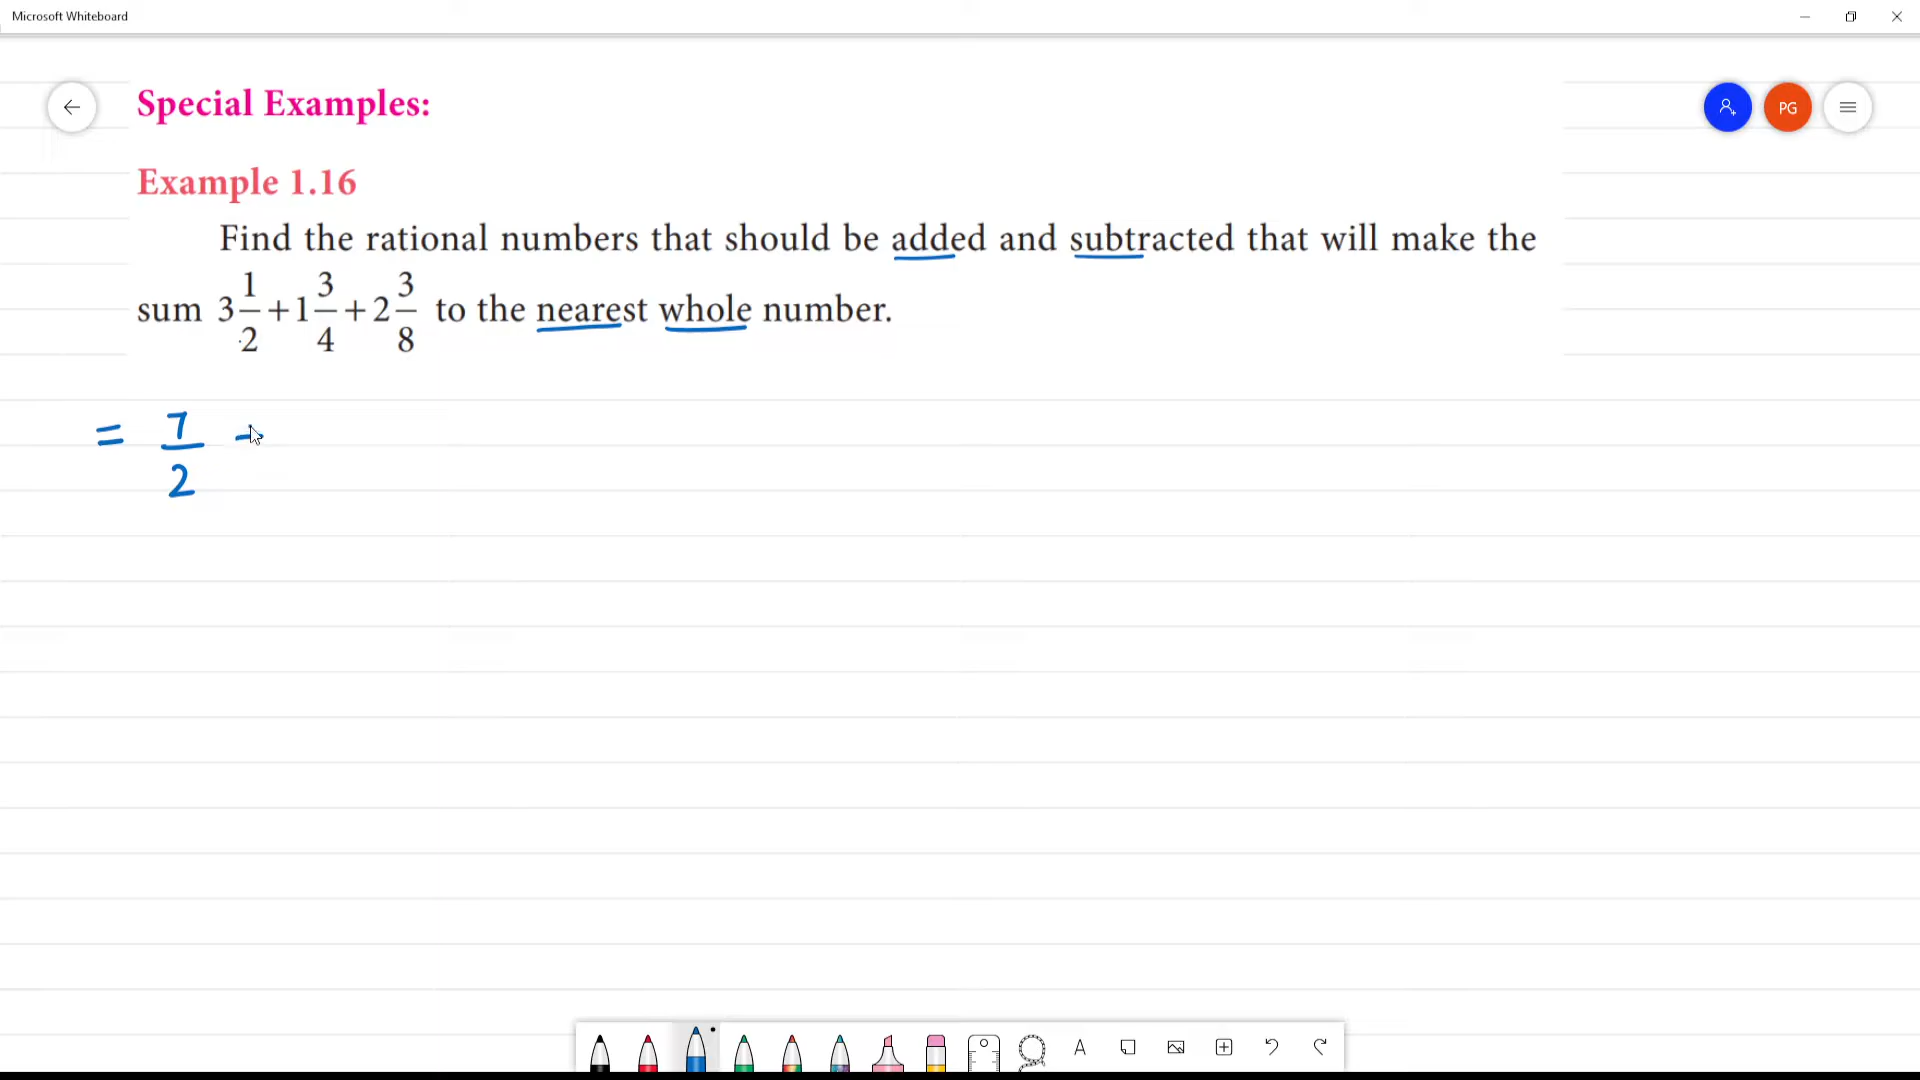 Microsoft Whiteboard
Special Examples:
PG
Example 1.16
Find the rational numbers that should be added and subtracted that will make the
sum 3 1/2 + 1 3/4 + 2 3/8 to the nearest whole number.
= 7/2 +
A